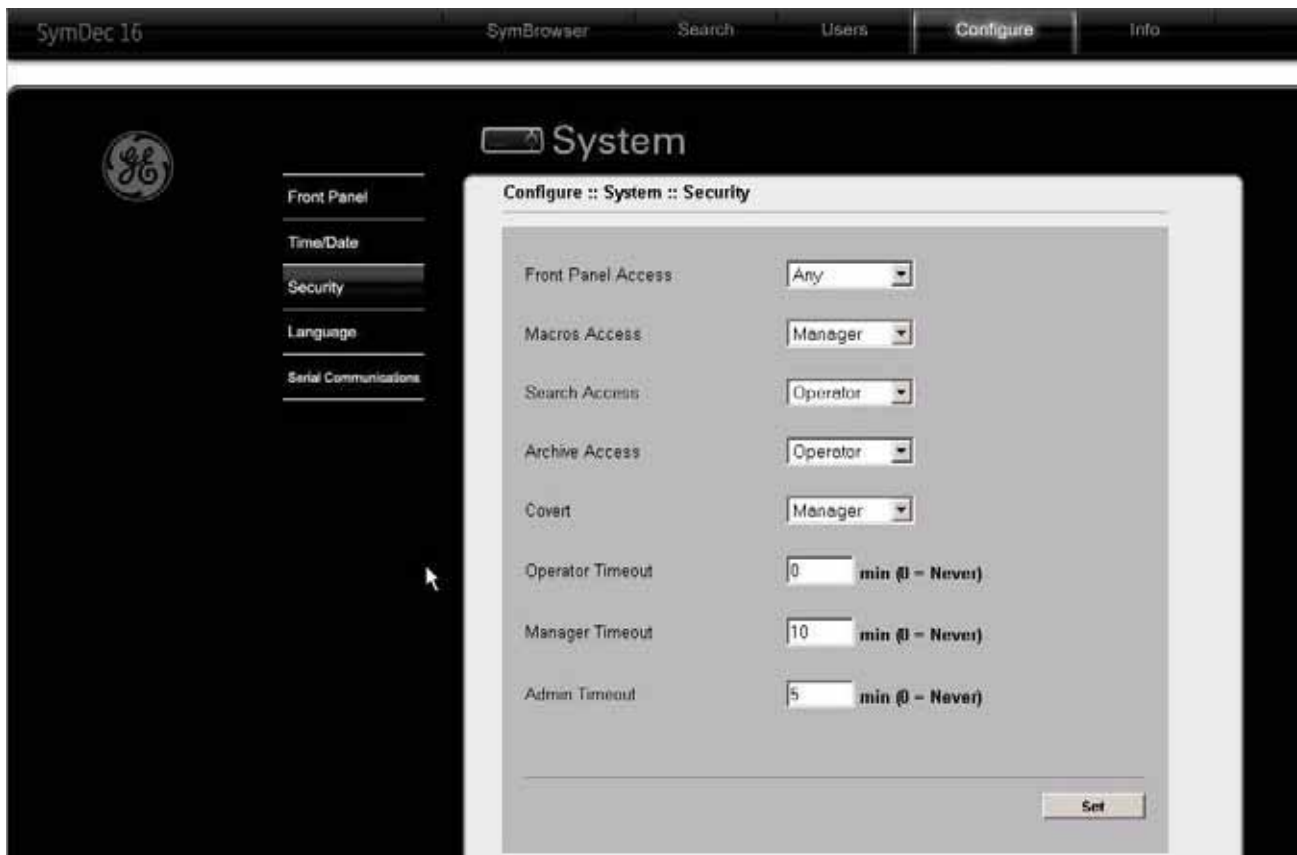 SymDec 16 SymBrowser Search Users Configure Info
GE
System
Front Panel
Time/Date
Security
Language
Serial Communications
Configure :: System :: Security
Front Panel Access Any
Macros Access Manager
Search Access Operator
Archive Access Operator
Covert Manager
Operator Timeout 0 min (0 = Never)
Manager Timeout 10 min (0 = Never)
Admin Timeout 5 min (0 = Never)
Set